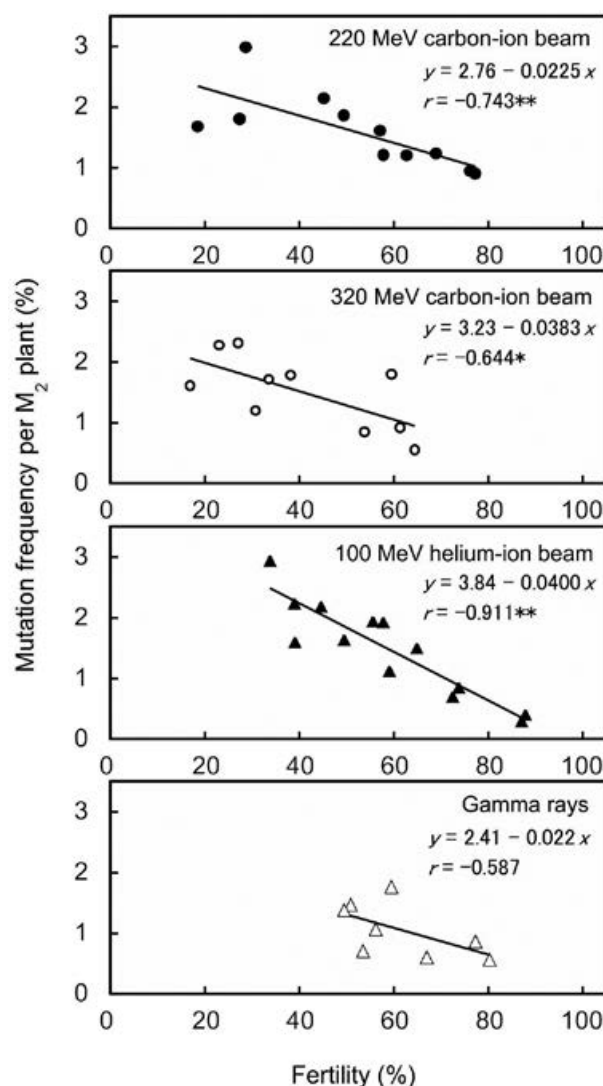 220 MeV carbon-ion beam
y = 2.76 − 0.0225 x
r = −0.743**
3
2
1
0
0 20 40 60 80 100
320 MeV carbon-ion beam
y = 3.23 − 0.0383 x
r = −0.644*
3
2
1
0
0 20 40 60 80 100
100 MeV helium-ion beam
y = 3.84 − 0.0400 x
r = −0.911**
3
2
1
0
0 20 40 60 80 100
Gamma rays
y = 2.41 − 0.022 x
r = −0.587
3
2
1
0
0 20 40 60 80 100
Mutation frequency per M2 plant (%)
Fertility (%)